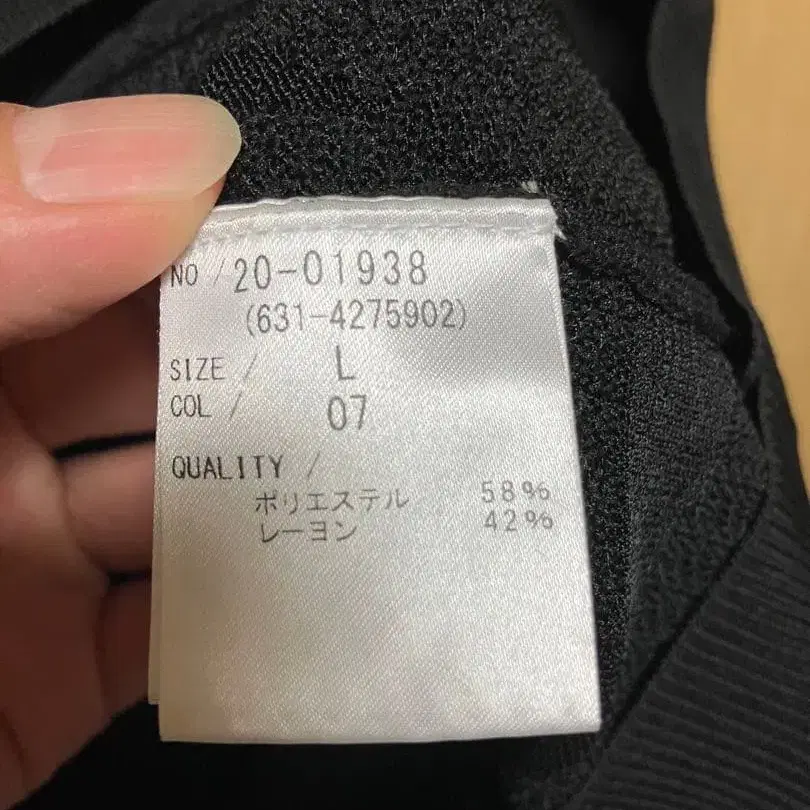 NO / 20-01938
(631-4275902)
SIZE / L
COL / 07
QUALITY /
ポリエステル 58%
レーヨン 42%